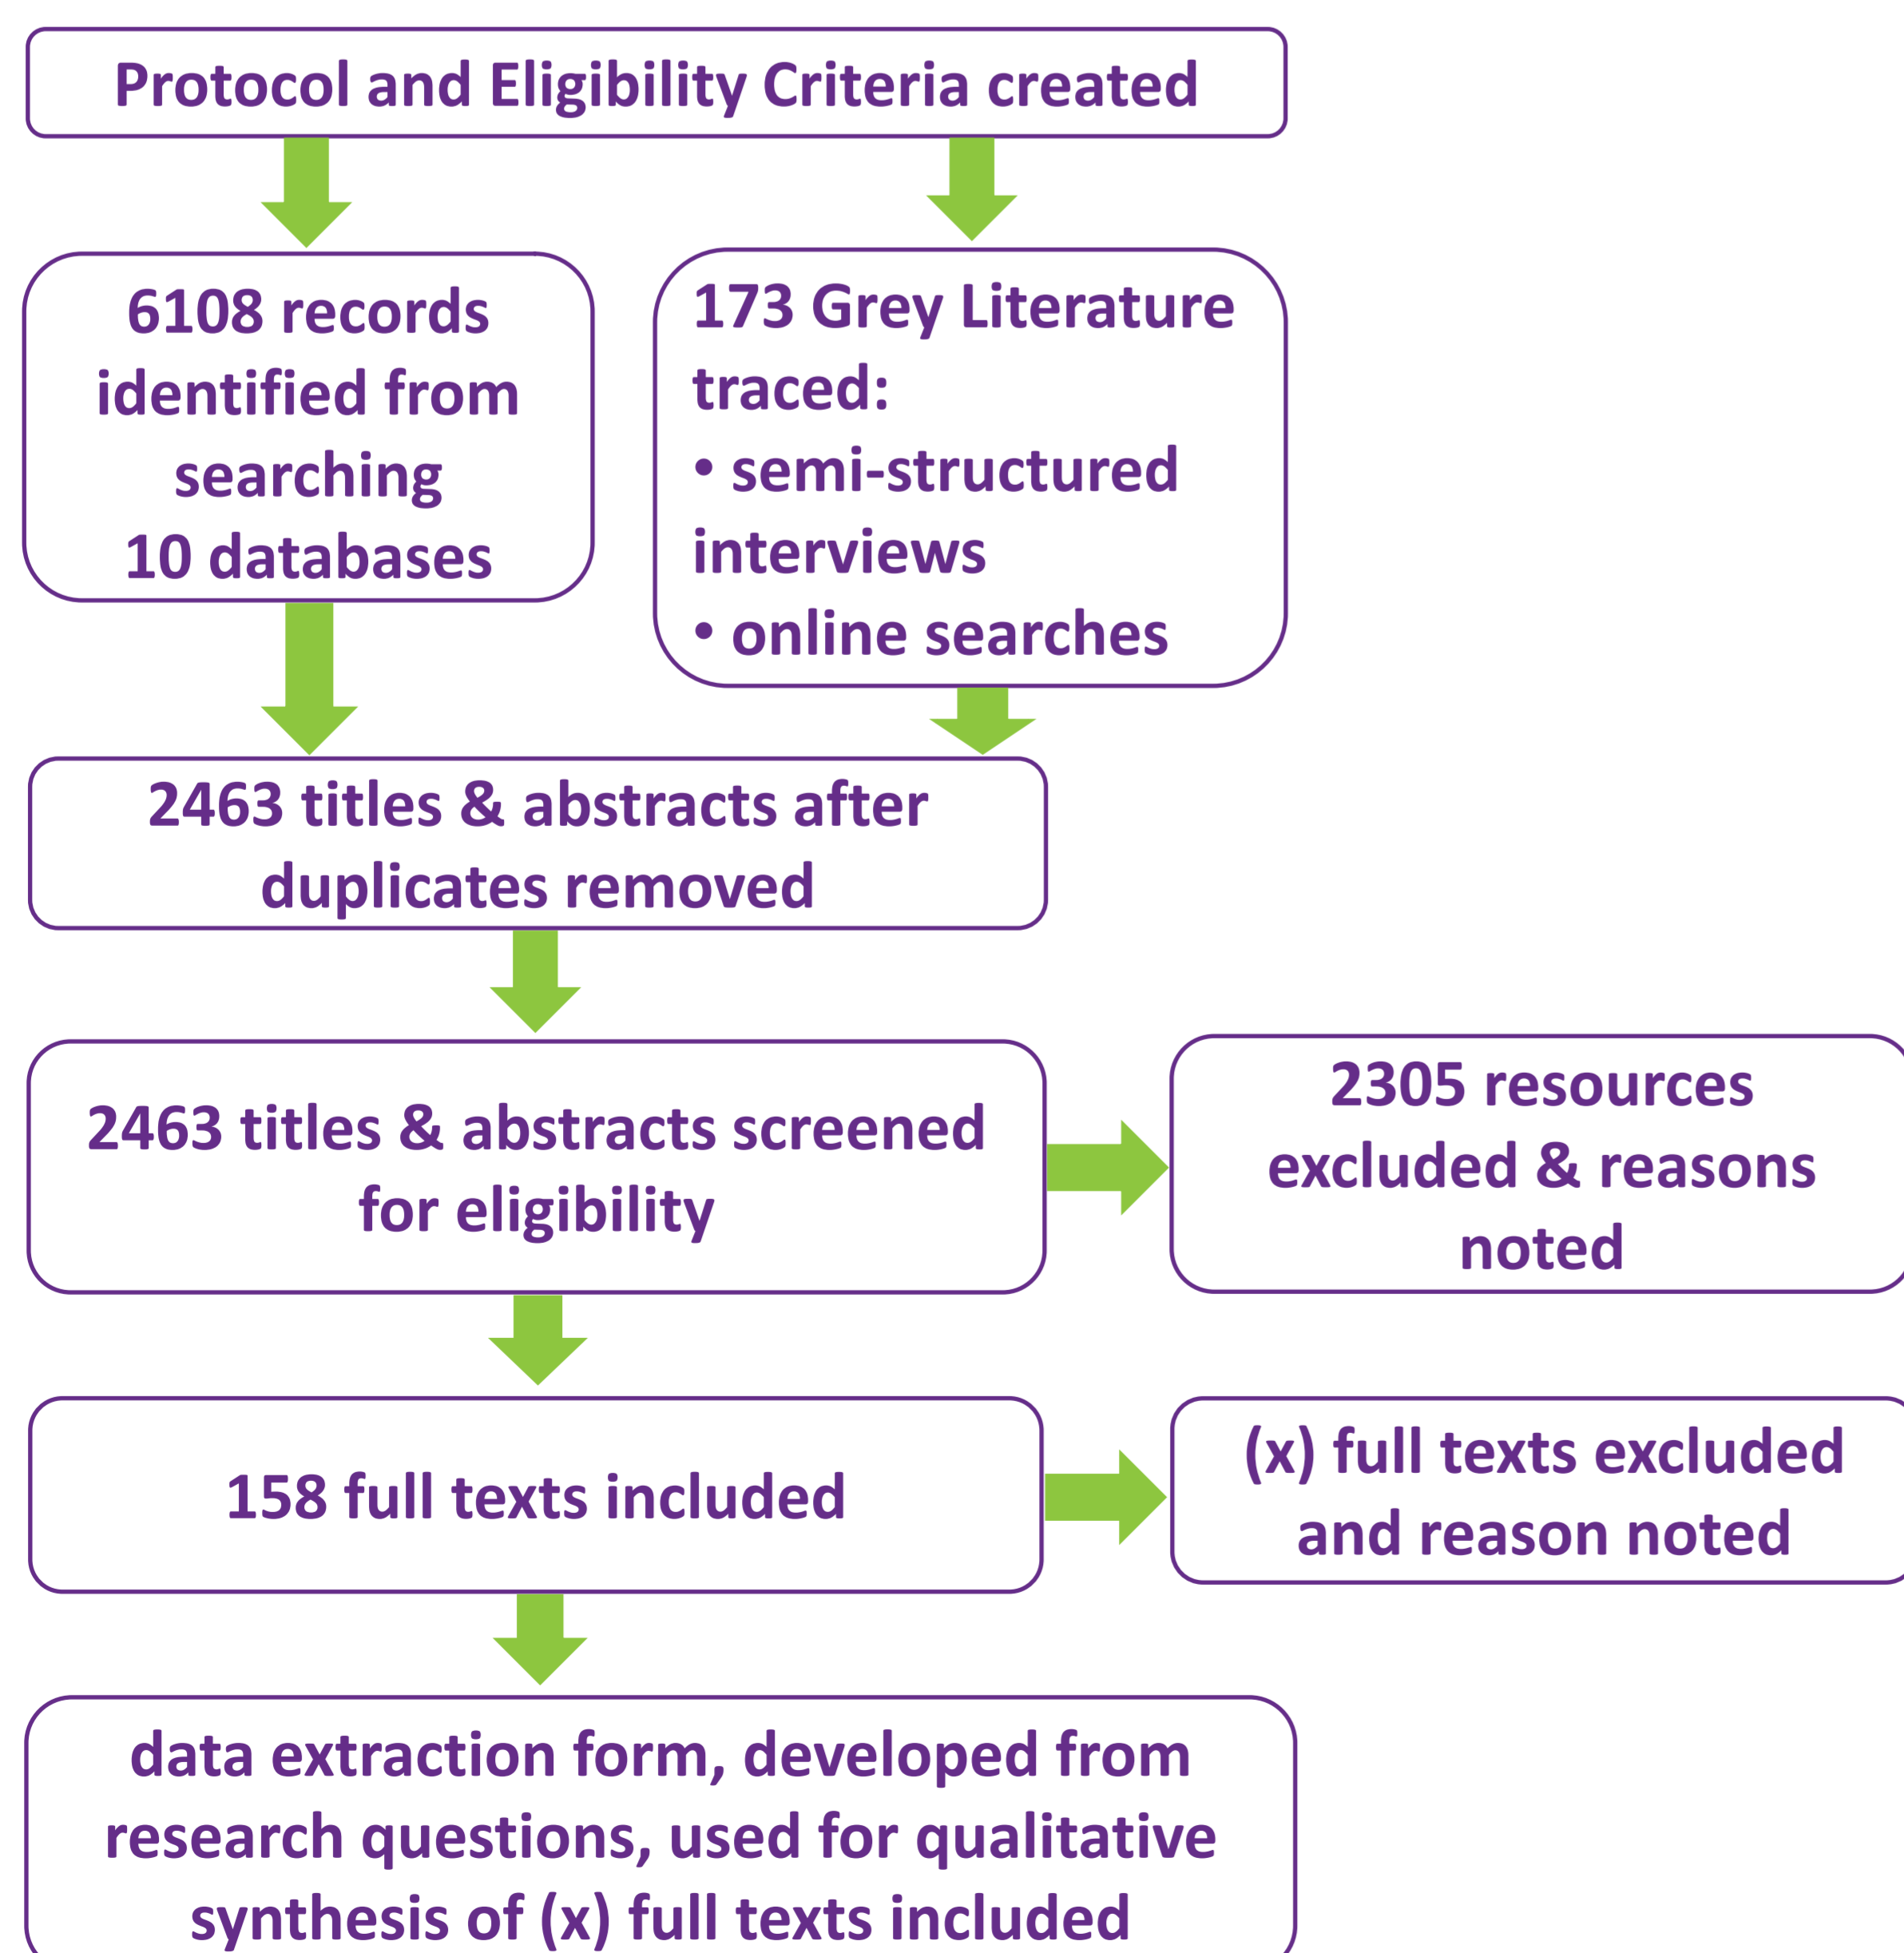 Protocol and Eligibility Criteria created
6108 records
identified from
searching
10 databases
173 Grey Literature
traced:
• semi-structured
interviews
• online searches
2463 titles & abstracts after
duplicates removed
2463 titles & abstracts screened
for eligibility
2305 resources
excluded & reasons
noted
158 full texts included
(x) full texts excluded
and reason noted
data extraction form, developed from
research questions, used for qualitative
synthesis of (x) full texts included